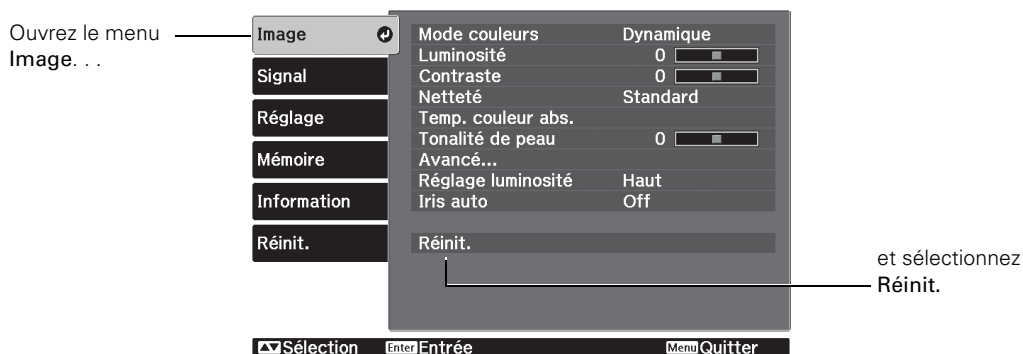 Ouvrez le menu
Image. . .
Image
Signal
Réglage
Mémoire
Information
Réinit.
Mode couleurs Dynamique
Luminosité 0
Contraste 0
Netteté Standard
Temp. couleur abs.
Tonalité de peau 0
Avancé...
Réglage luminosité Haut
Iris auto Off
Réinit.
et sélectionnez
Réinit.
Sélection Enter Entrée Menu Quitter